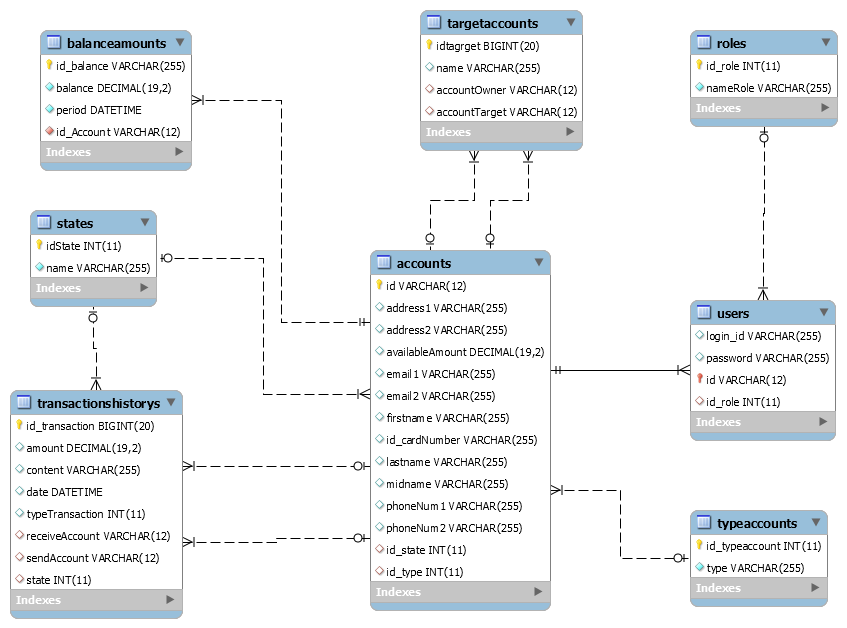 balanceamounts
id_balance VARCHAR(255)
balance DECIMAL(19,2)
period DATETIME
id_Account VARCHAR(12)
Indexes
targetaccounts
idtagrget BIGINT(20)
name VARCHAR(255)
accountOwner VARCHAR(12)
accountTarget VARCHAR(12)
Indexes
roles
id_role INT(11)
nameRole VARCHAR(255)
Indexes
states
idState INT(11)
name VARCHAR(255)
Indexes
accounts
id VARCHAR(12)
address1 VARCHAR(255)
address2 VARCHAR(255)
availableAmount DECIMAL(19,2)
email1 VARCHAR(255)
email2 VARCHAR(255)
firstname VARCHAR(255)
id_cardNumber VARCHAR(255)
lastname VARCHAR(255)
midname VARCHAR(255)
phoneNum1 VARCHAR(255)
phoneNum2 VARCHAR(255)
id_state INT(11)
id_type INT(11)
Indexes
users
login_id VARCHAR(255)
password VARCHAR(255)
id VARCHAR(12)
id_role INT(11)
Indexes
transactionshistorys
id_transaction BIGINT(20)
amount DECIMAL(19,2)
content VARCHAR(255)
date DATETIME
typeTransaction INT(11)
receiveAccount VARCHAR(12)
sendAccount VARCHAR(12)
state INT(11)
Indexes
typeaccounts
id_typeaccount INT(11)
type VARCHAR(255)
Indexes